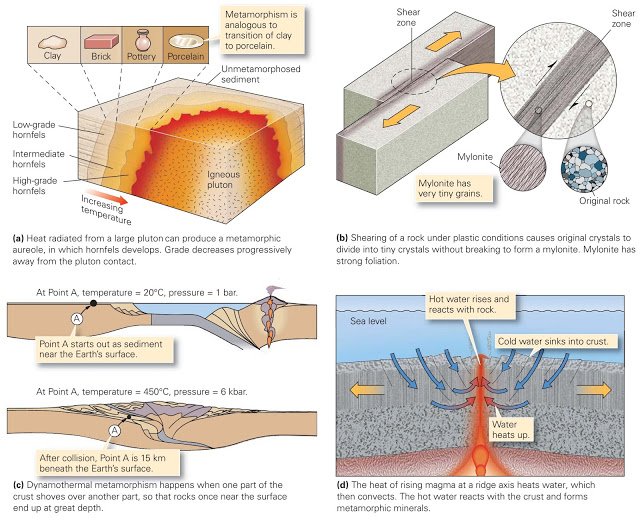 Metamorphism is
analogous to
transition of clay
to porcelain.
Clay
Brick
Pottery
Porcelain
Unmetamorphosed
sediment
Low-grade
hornfels
Intermediate
hornfels
High-grade
hornfels
Igneous
pluton
Increasing
temperature
(a) Heat radiated from a large pluton can produce a metamorphic
aureole, in which hornfels develops. Grade decreases progressively
away from the pluton contact.
Shear
zone
Shear
zone
Mylonite
Original rock
Mylonite has
very tiny grains.
(b) Shearing of a rock under plastic conditions causes original crystals to
divide into tiny crystals without breaking to form a mylonite. Mylonite has
strong foliation.
At Point A, temperature = 20°C, pressure = 1 bar.
A
Point A starts out as sediment
near the Earth's surface.
At Point A, temperature = 450°C, pressure = 6 kbar.
A
After collision, Point A is 15 km
beneath the Earth's surface.
(c) Dynamothermal metamorphism happens when one part of the
crust shoves over another part, so that rocks once near the surface
end up at great depth.
Hot water rises and
reacts with rock.
Sea level
Cold water sinks into crust.
Water
heats up.
(d) The heat of rising magma at a ridge axis heats water, which
then convects. The hot water reacts with the crust and forms
metamorphic minerals.